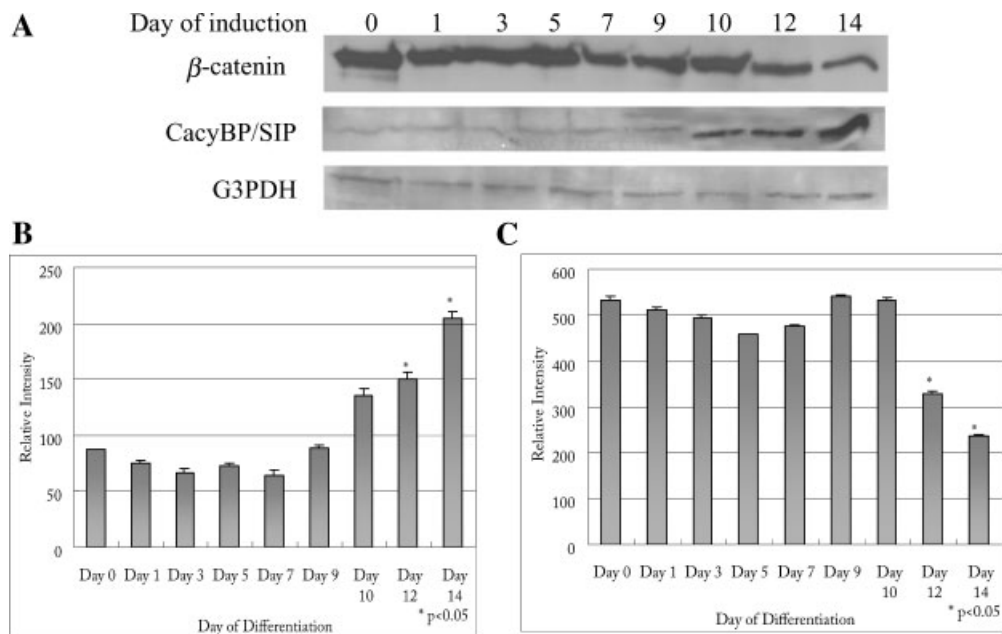 A
Day of induction 0 1 3 5 7 9 10 12 14
β-catenin
CacyBP/SIP
G3PDH
B
250
200
150
100
50
0
Relative Intensity
*
*
Day 0 Day 1 Day 3 Day 5 Day 7 Day 9 Day 10 Day 12 Day 14
* p<0.05
Day of Differentiation
C
600
500
400
300
200
100
0
Relative Intensity
*
*
Day 0 Day 1 Day 3 Day 5 Day 7 Day 9 Day 10 Day 12 Day 14
* p<0.05
Day of Differentiation